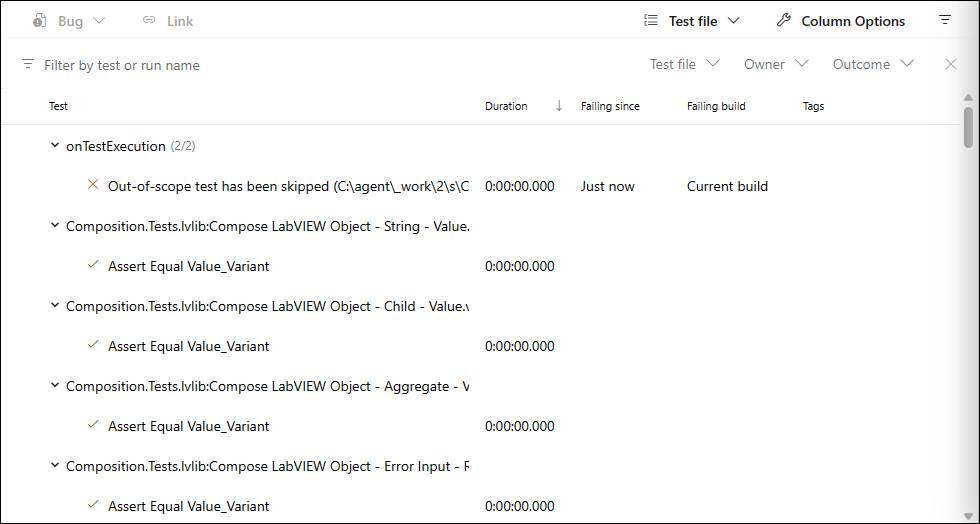 Bug Link Test file Column Options
Filter by test or run name Test file Owner Outcome
Test Duration Failing since Failing build Tags
onTestExecution (2/2)
Out-of-scope test has been skipped (C:\agent\_work\2\s\C 0:00:00.000 Just now Current build
Composition.Tests.lvlib:Compose LabVIEW Object - String - Value.
Assert Equal Value_Variant 0:00:00.000
Composition.Tests.lvlib:Compose LabVIEW Object - Child - Value.v
Assert Equal Value_Variant 0:00:00.000
Composition.Tests.lvlib:Compose LabVIEW Object - Aggregate - V
Assert Equal Value_Variant 0:00:00.000
Composition.Tests.lvlib:Compose LabVIEW Object - Error Input - R
Assert Equal Value_Variant 0:00:00.000